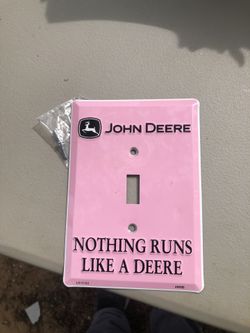 JOHN DEERE
NOTHING RUNS
LIKE A DEERE